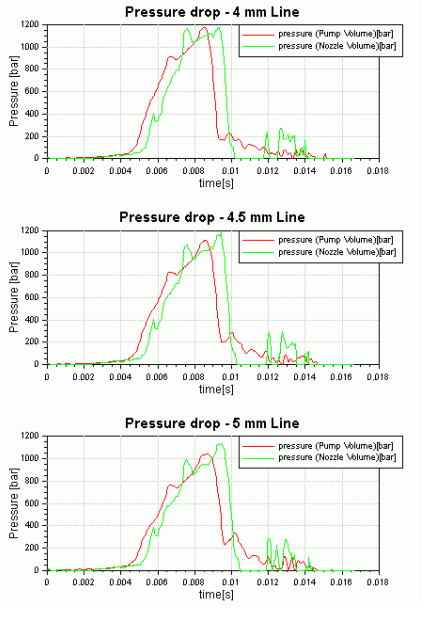 Pressure drop - 4 mm Line
Pressure [bar]
1200
1000
800
600
400
200
0
pressure (Pump Volume)[bar]
pressure (Nozzle Volume)[bar]
0 0.002 0.004 0.006 0.008 0.01 0.012 0.014 0.016 0.018
time[s]
Pressure drop - 4.5 mm Line
Pressure [bar]
1200
1000
800
600
400
200
0
pressure (Pump Volume)[bar]
pressure (Nozzle Volume)[bar]
0 0.002 0.004 0.006 0.008 0.01 0.012 0.014 0.016 0.018
time[s]
Pressure drop - 5 mm Line
Pressure [bar]
1200
1000
800
600
400
200
0
pressure (Pump Volume)[bar]
pressure (Nozzle Volume)[bar]
0 0.002 0.004 0.006 0.008 0.01 0.012 0.014 0.016 0.018
time[s]